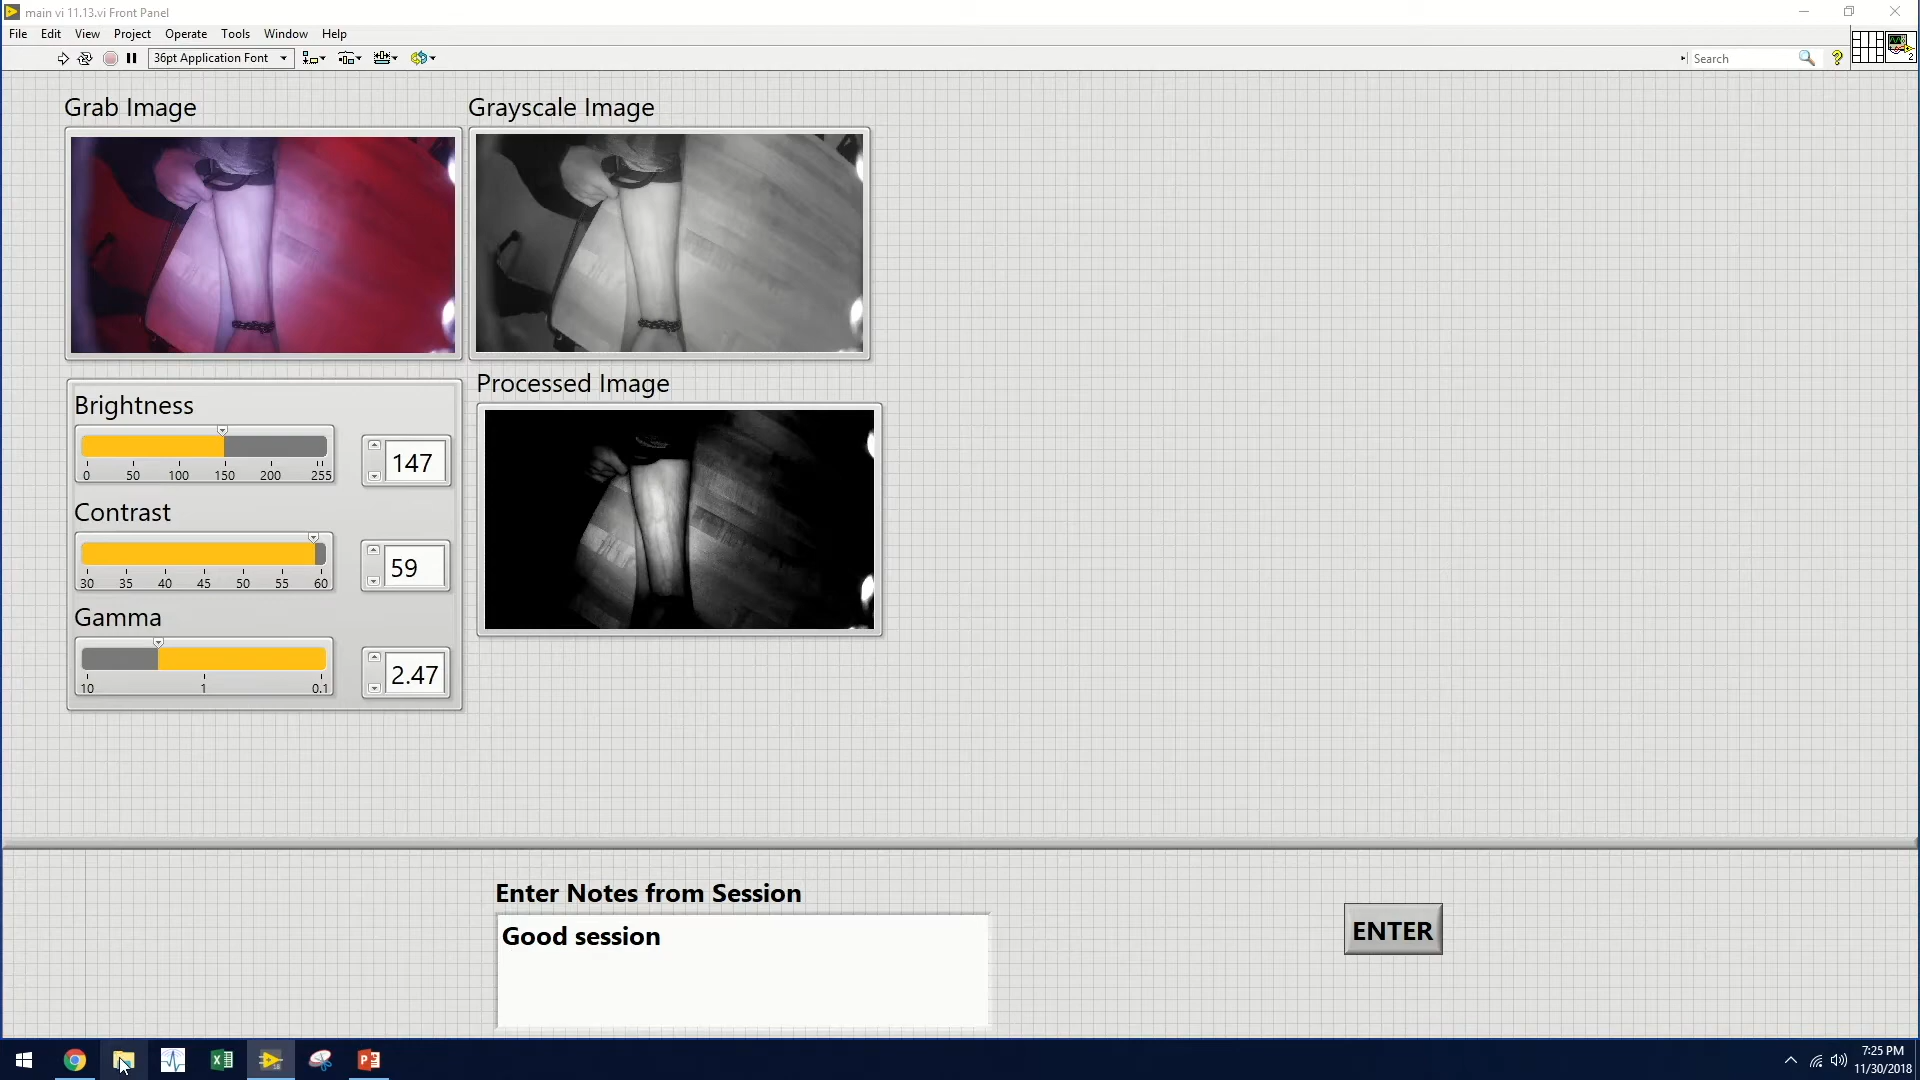 main vi 11.13.vi Front Panel
File Edit View Project Operate Tools Window Help
36pt Application Font
Search
2
Grab Image
Grayscale Image
Brightness
0 50 100 150 200 255
147
Contrast
30 35 40 45 50 55 60
59
Gamma
10 1 0.1
2.47
Processed Image
Enter Notes from Session
Good session
ENTER
7:25 PM
11/30/2018